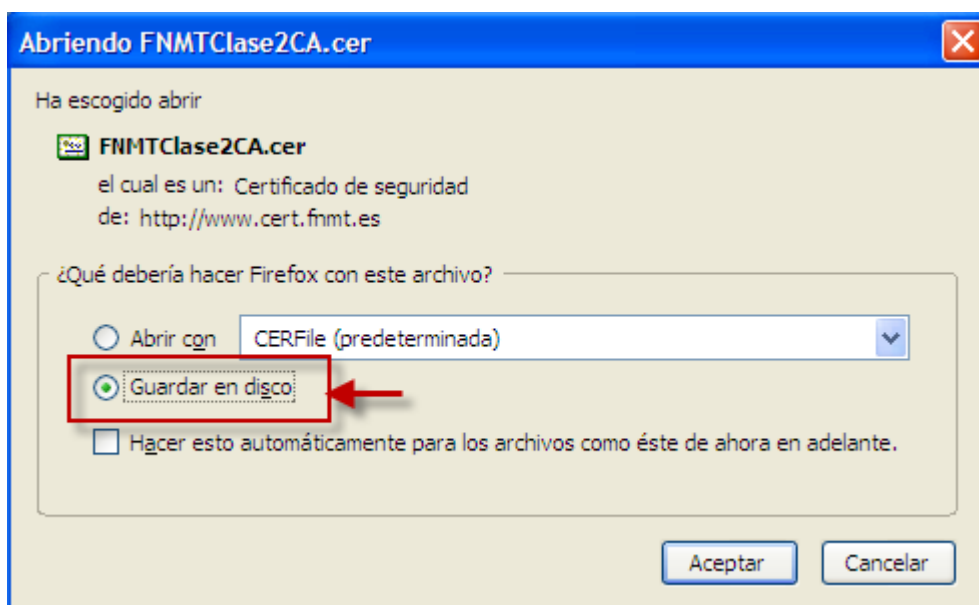 Abriendo FNMTClase2CA.cer
Ha escogido abrir
FNMTClase2CA.cer
el cual es un: Certificado de seguridad
de: http://www.cert.fnmt.es
¿Qué debería hacer Firefox con este archivo?
Abrir con CERFile (predeterminada)
Guardar en disco
Hacer esto automáticamente para los archivos como éste de ahora en adelante.
Aceptar Cancelar